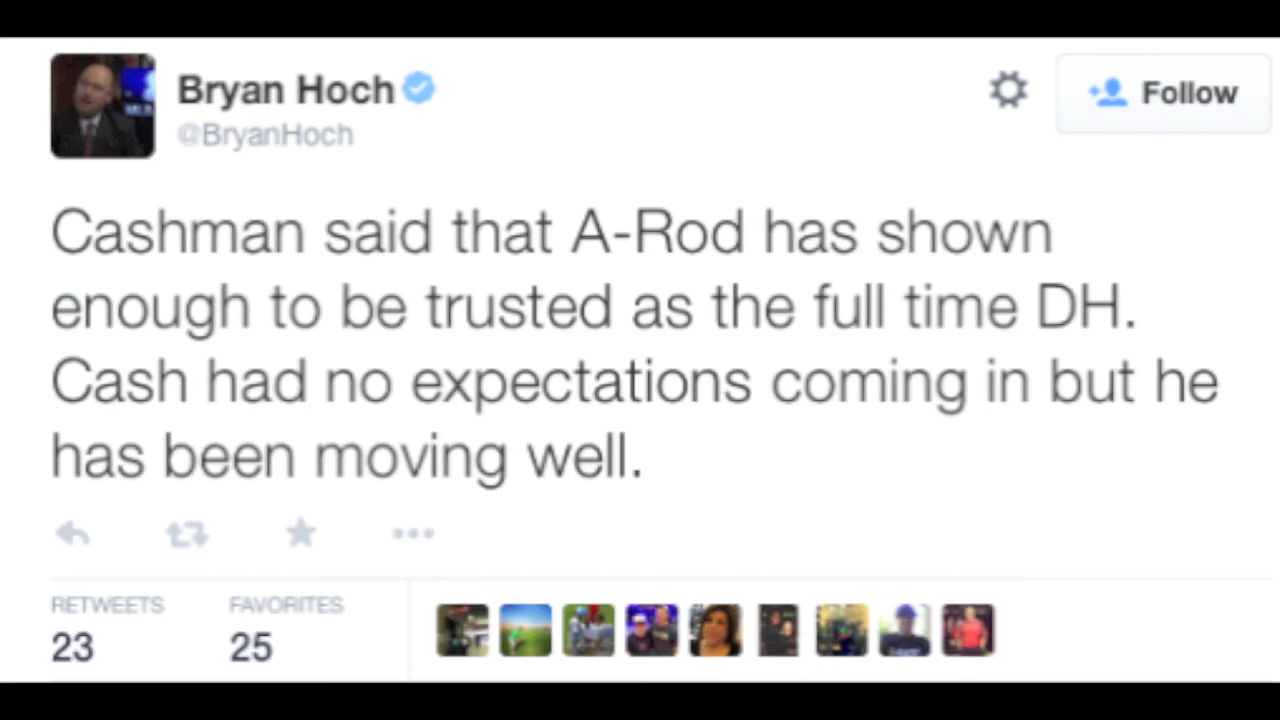 Bryan Hoch
@BryanHoch
Follow
Cashman said that A-Rod has shown
enough to be trusted as the full time DH.
Cash had no expectations coming in but he
has been moving well.
RETWEETS
FAVORITES
23
25